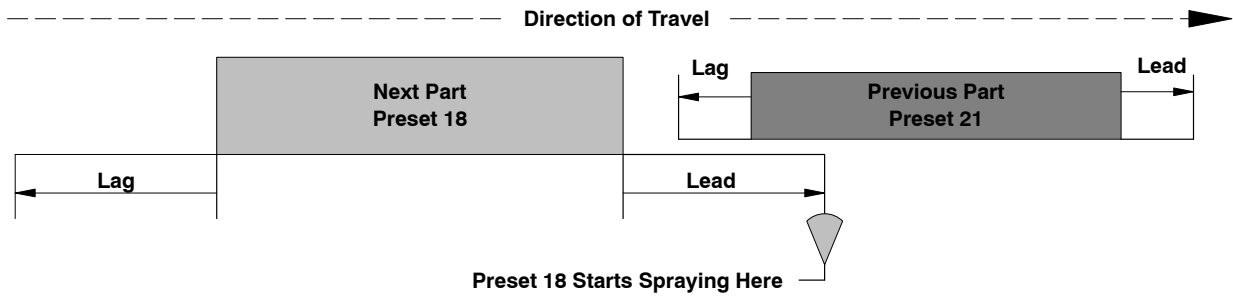 Direction of Travel
Lag
Lead
Next Part
Preset 18
Previous Part
Preset 21
Lag
Lead
Preset 18 Starts Spraying Here